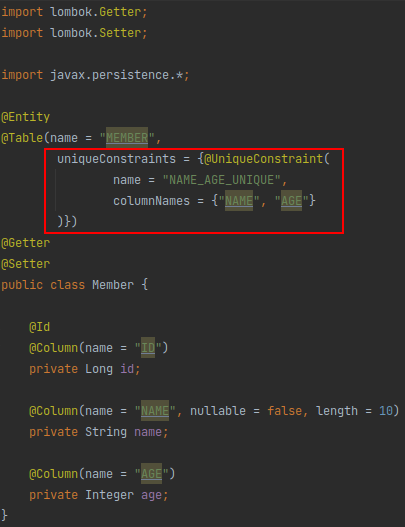 import lombok.Getter;
import lombok.Setter;
import javax.persistence.*;
@Entity
@Table(name = "MEMBER",
uniqueConstraints = {@UniqueConstraint(
name = "NAME_AGE_UNIQUE",
columnNames = {"NAME", "AGE"}
)})
@Getter
@Setter
public class Member {
@Id
@Column(name = "ID")
private Long id;
@Column(name = "NAME", nullable = false, length = 10)
private String name;
@Column(name = "AGE")
private Integer age;
}